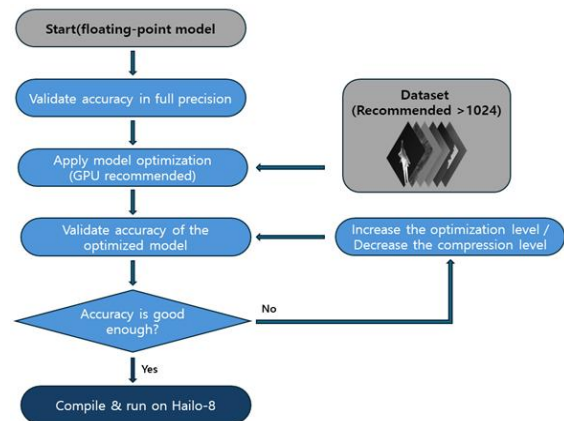 Start(floating-point model
Validate accuracy in full precision
Dataset
(Recommended >1024)
Apply model optimization
(GPU recommended)
Validate accuracy of the
optimized model
Increase the optimization level /
Decrease the compression level
Accuracy is good
enough?
No
Yes
Compile & run on Hailo-8